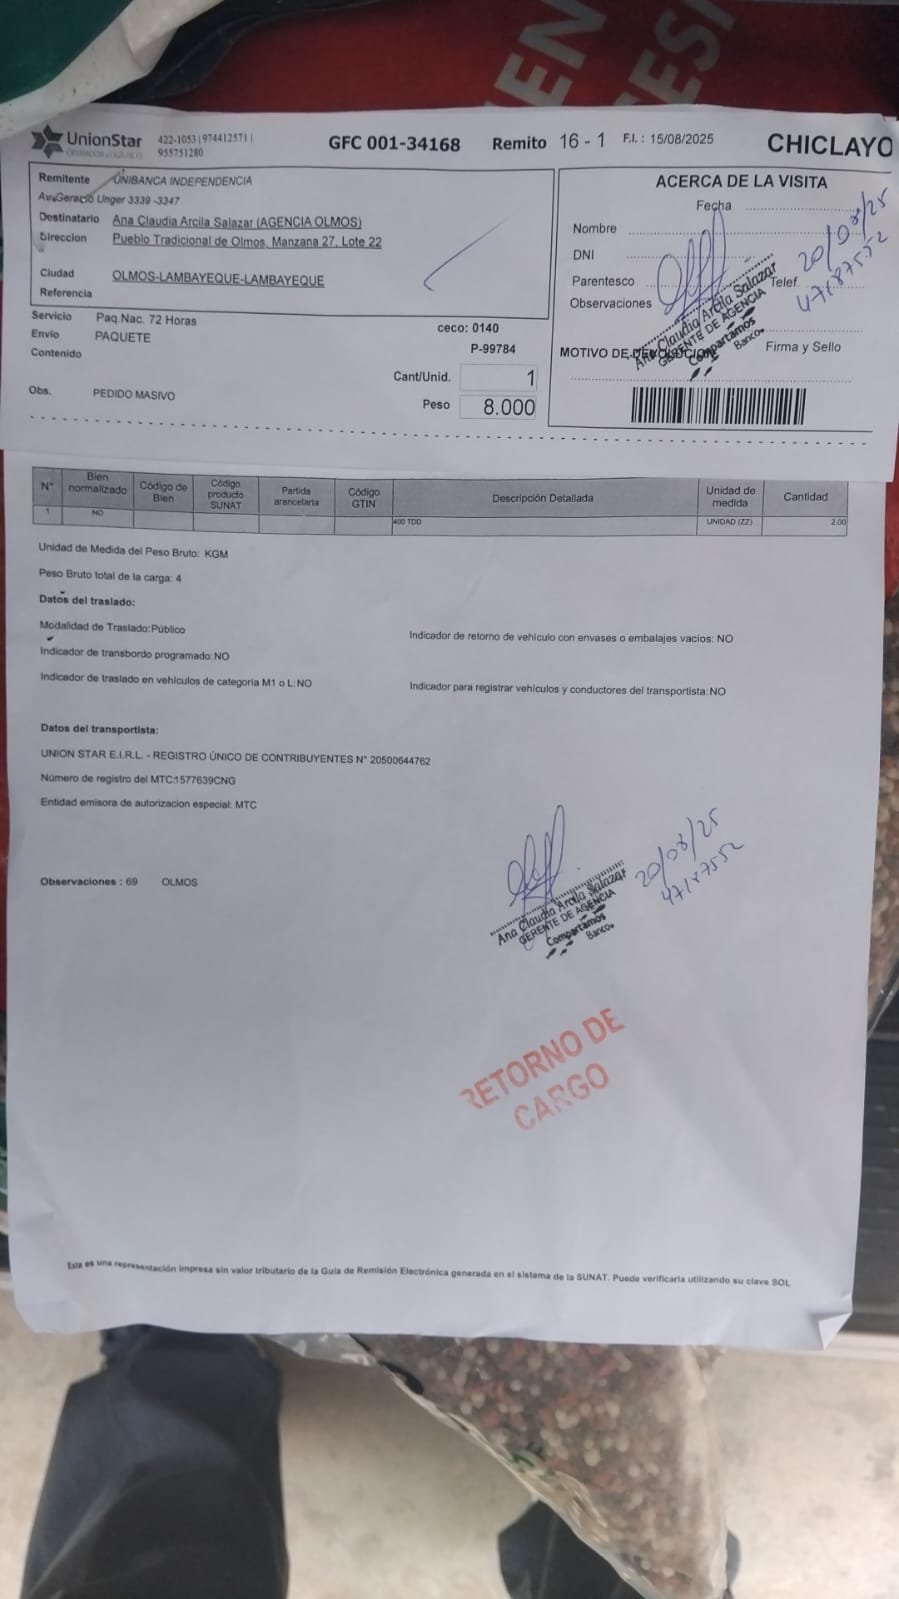 EN
ESI
UnionStar 422-1053 | 974412571 |
955751280
GFC 001-34168 Remito 16 - 1 F.I. : 15/08/2025 CHICLAYO
Remitente UNIBANCA INDEPENDENCIA
Av. Geracio Unger 3339 -3347
Destinatario Ana Claudia Arcila Salazar (AGENCIA OLMOS)
Direccion Pueblo Tradicional de Olmos, Manzana 27, Lote 22
Ciudad OLMOS-LAMBAYEQUE-LAMBAYEQUE
Referencia
Servicio Paq.Nac. 72 Horas
Envio PAQUETE
Contenido
ceco: 0140
P-99784
Cant/Unid. 1
Peso 8.000
Obs. PEDIDO MASIVO
ACERCA DE LA VISITA
Fecha
Nombre
DNI
Parentesco Telef.
Observaciones
20/08/25
47187552
Ana Claudia Arcila Salazar
GERENTE DE AGENCIA
Compartamos
Banco
MOTIVO DE DEVOLUCION Firma y Sello
N° Bien normalizado Código de Bien Código producto SUNAT Partida arancelaria Código GTIN Descripción Detallada Unidad de medida Cantidad
1 NO 400 TDD UNIDAD (ZZ) 2.00
Unidad de Medida del Peso Bruto: KGM
Peso Bruto total de la carga: 4
Datos del traslado:
Modalidad de Traslado:Público
Indicador de retorno de vehículo con envases o embalajes vacíos: NO
Indicador de transbordo programado:NO
Indicador de traslado en vehículos de categoría M1 o L:NO
Indicador para registrar vehículos y conductores del transportista:NO
Datos del transportista:
UNION STAR E.I.R.L. - REGISTRO ÚNICO DE CONTRIBUYENTES N° 20500644762
Número de registro del MTC:1577639CNG
Entidad emisora de autorizacion especial: MTC
Observaciones : 69 OLMOS
20/08/25
47187552
Ana Claudia Arcila Salazar
GERENTE DE AGENCIA
Compartamos
Banco
RETORNO DE
CARGO
Esta es una representación impresa sin valor tributario de la Guía de Remisión Electrónica generada en el sistema de la SUNAT. Puede verificarla utilizando su clave SOL